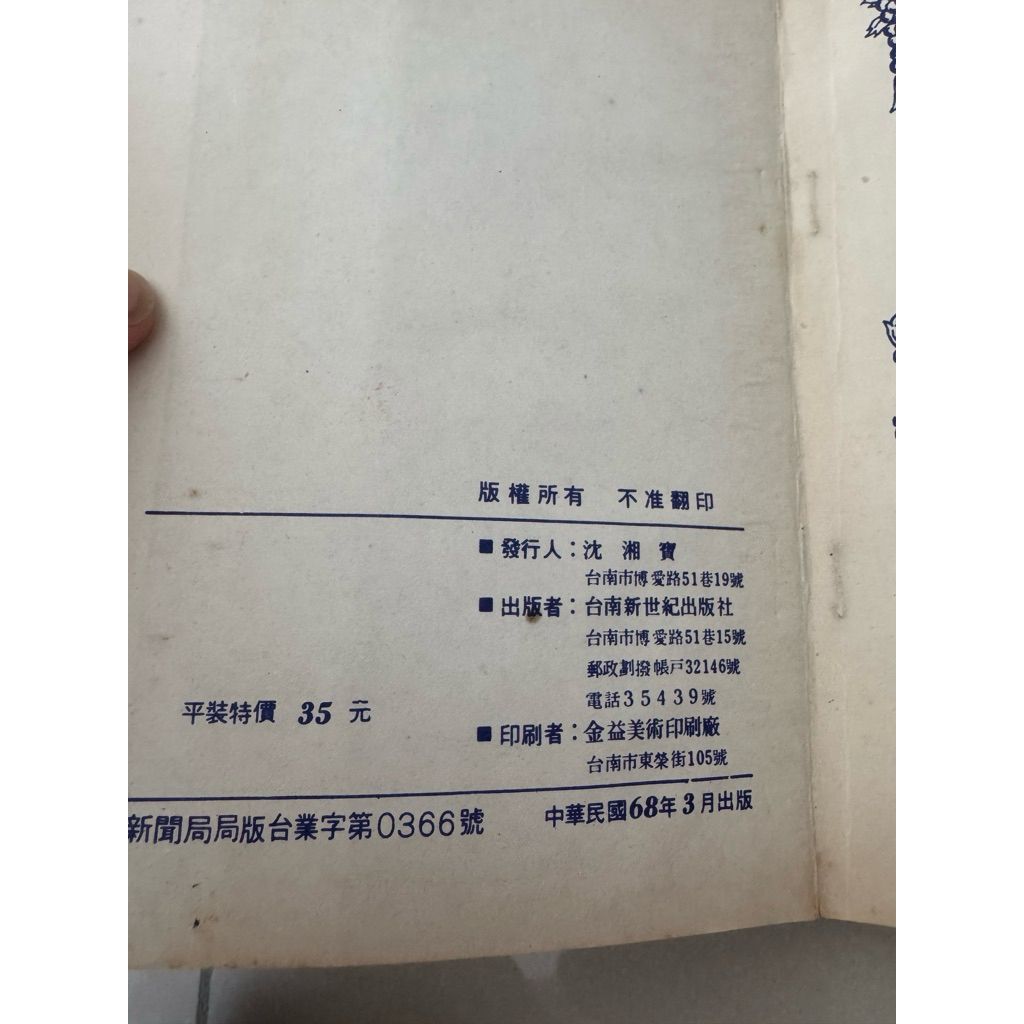 版權所有 不准翻印
■發行人：沈湘寶
台南市博愛路51巷19號
■出版者：台南新世紀出版社
台南市博愛路51巷15號
郵政劃撥帳戶32146號
電話35439號
平裝特價 35 元
■印刷者：金益美術印刷廠
台南市東榮街105號
新聞局局版台業字第0366號
中華民國68年3月出版